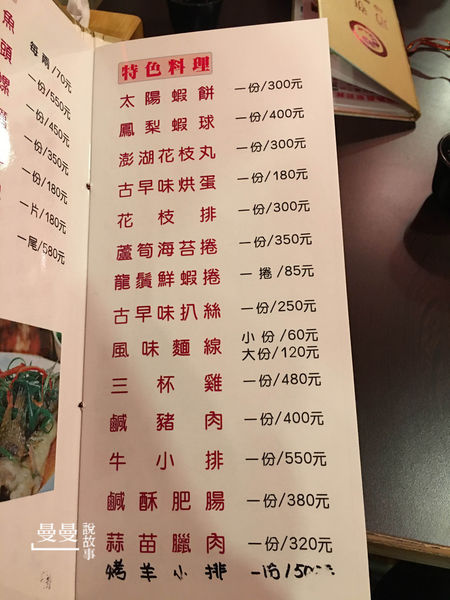 魚頭
每兩/70元
一份/550元
一份/450元
一份/350元
一份/180元
一片/180元
一尾/580元
特色料理
太陽蝦餅 一份/300元
鳳梨蝦球 一份/400元
澎湖花枝丸 一份/300元
古早味烘蛋 一份/180元
花枝排 一份/300元
蘆筍海苔捲 一份/350元
龍鬚鮮蝦捲 一捲/85元
古早味扒絲 一份/250元
風味麵線 小份/60元
大份/120元
三杯雞 一份/480元
鹹豬肉 一份/400元
牛小排 一份/550元
鹹酥肥腸 一份/380元
蒜苗臘肉 一份/320元
烤羊小排 一份/50
曼曼說故事